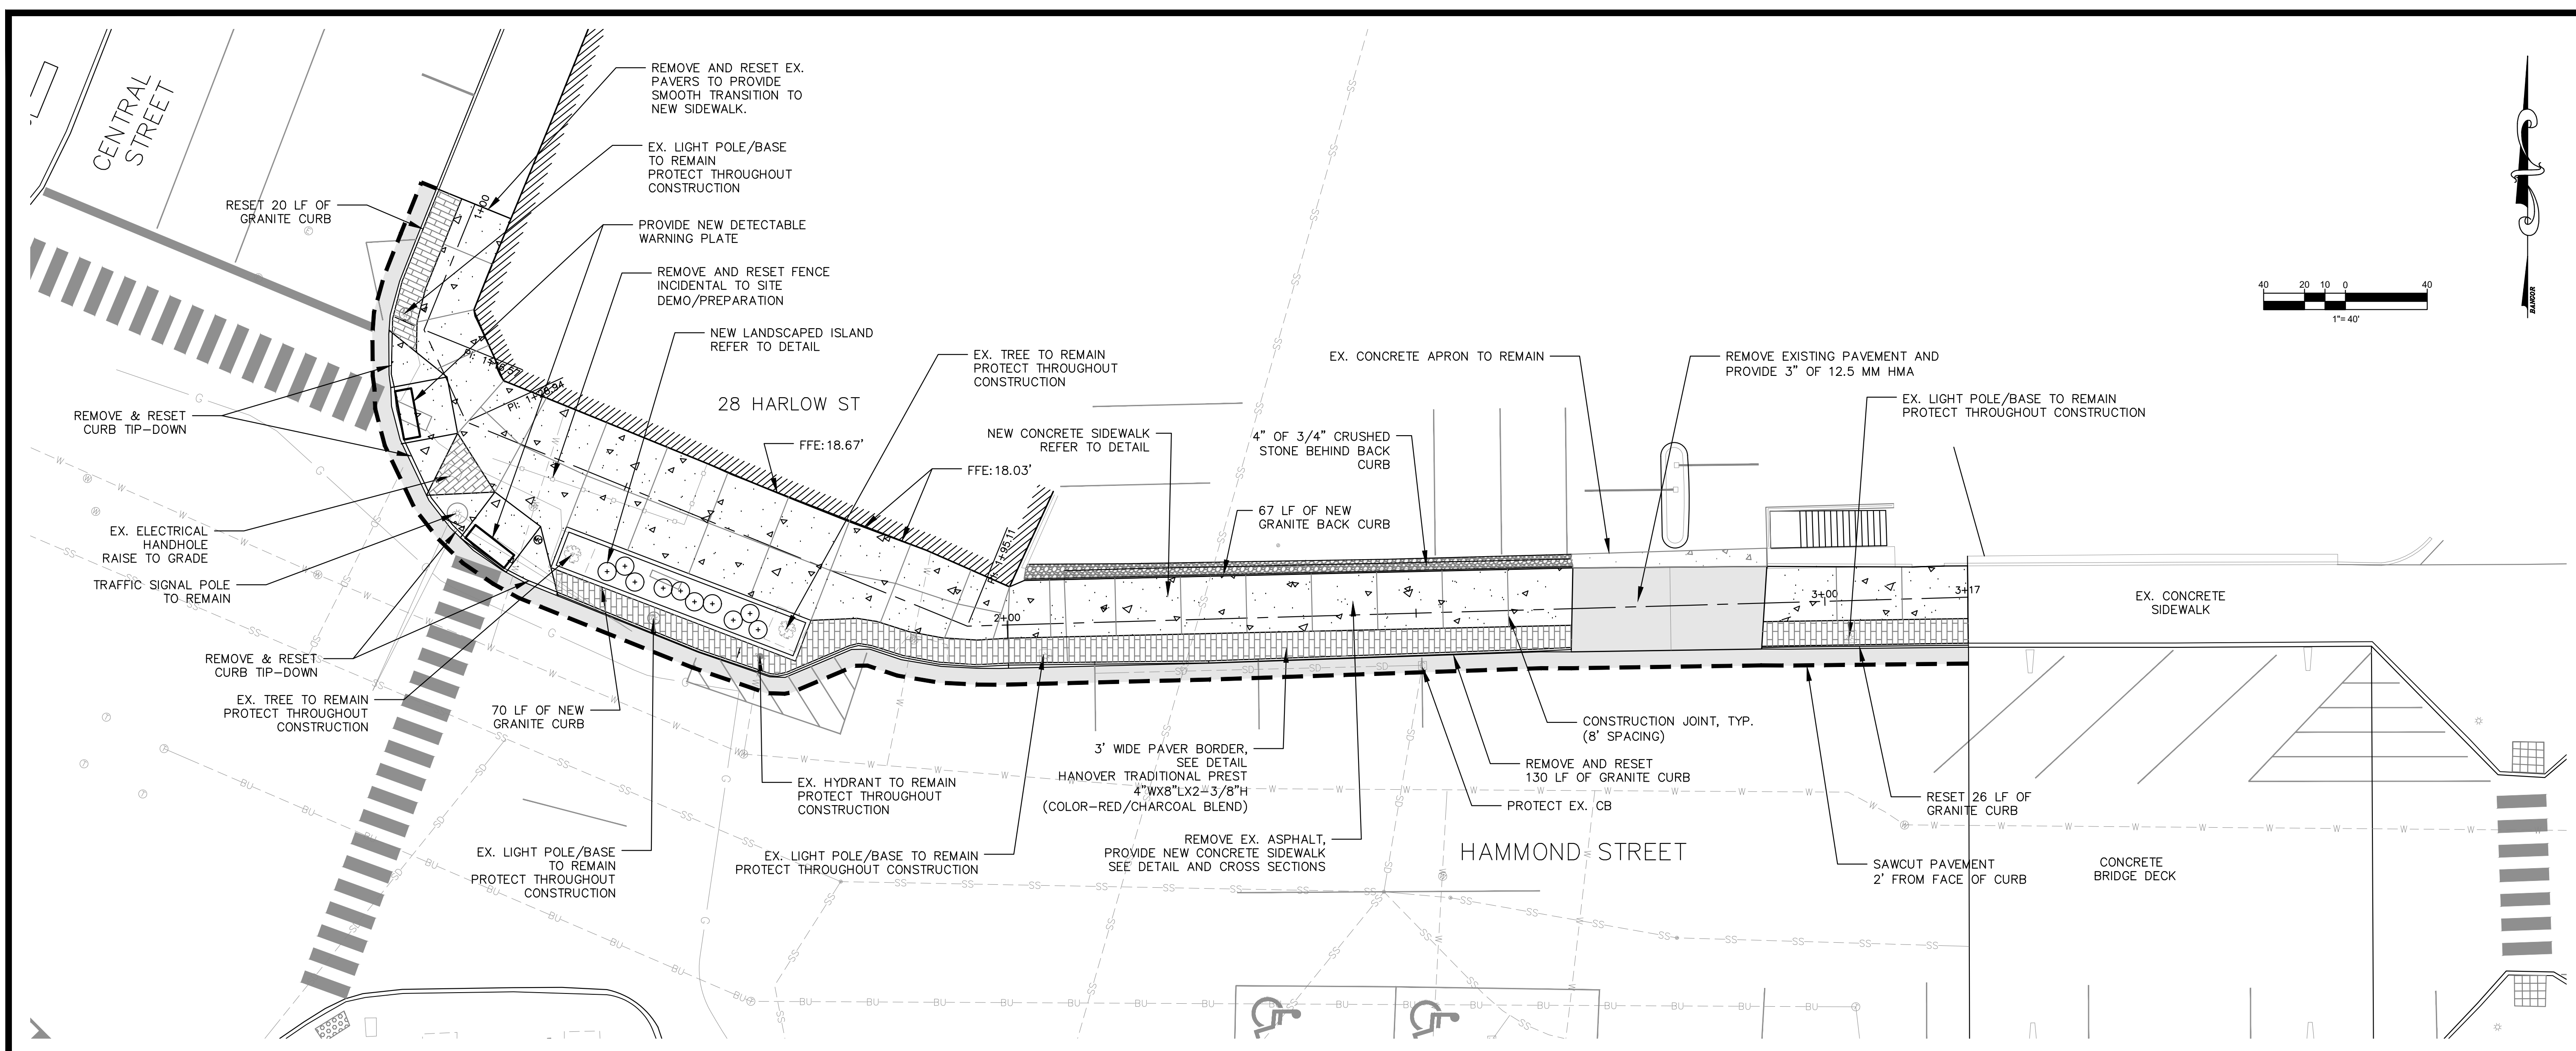 CENTRAL
STREET
REMOVE AND RESET EX.
PAVERS TO PROVIDE
SMOOTH TRANSITION TO
NEW SIDEWALK.
EX. LIGHT POLE/BASE
TO REMAIN
PROTECT THROUGHOUT
CONSTRUCTION
RESET 20 LF OF
GRANITE CURB
1+00
PROVIDE NEW DETECTABLE
WARNING PLATE
REMOVE AND RESET FENCE
INCIDENTAL TO SITE
DEMO/PREPARATION
NEW LANDSCAPED ISLAND
REFER TO DETAIL
EX. TREE TO REMAIN
PROTECT THROUGHOUT
CONSTRUCTION
28 HARLOW ST
FFE:18.67'
FFE:18.03'
PI: 1+95.11
REMOVE & RESET
CURB TIP-DOWN
EX. ELECTRICAL
HANDHOLE
RAISE TO GRADE
TRAFFIC SIGNAL POLE
TO REMAIN
REMOVE & RESET
CURB TIP-DOWN
EX. TREE TO REMAIN
PROTECT THROUGHOUT
CONSTRUCTION
70 LF OF NEW
GRANITE CURB
EX. LIGHT POLE/BASE
TO REMAIN
PROTECT THROUGHOUT
CONSTRUCTION
EX. HYDRANT TO REMAIN
PROTECT THROUGHOUT
CONSTRUCTION
EX. LIGHT POLE/BASE TO REMAIN
PROTECT THROUGHOUT CONSTRUCTION
NEW CONCRETE SIDEWALK
REFER TO DETAIL
4" OF 3/4" CRUSHED
STONE BEHIND BACK
CURB
67 LF OF NEW
GRANITE BACK CURB
EX. CONCRETE APRON TO REMAIN
REMOVE EXISTING PAVEMENT AND
PROVIDE 3" OF 12.5 MM HMA
EX. LIGHT POLE/BASE TO REMAIN
PROTECT THROUGHOUT CONSTRUCTION
40 20 10 0 40
1"= 40'
BANGOR
2+00
3+00
3+17
EX. CONCRETE
SIDEWALK
3' WIDE PAVER BORDER,
SEE DETAIL
HANOVER TRADITIONAL PREST
4"WX8"LX2-3/8"H
(COLOR-RED/CHARCOAL BLEND)
REMOVE EX. ASPHALT,
PROVIDE NEW CONCRETE SIDEWALK
SEE DETAIL AND CROSS SECTIONS
CONSTRUCTION JOINT, TYP.
(8' SPACING)
REMOVE AND RESET
130 LF OF GRANITE CURB
PROTECT EX. CB
HAMMOND STREET
RESET 26 LF OF
GRANITE CURB
SAWCUT PAVEMENT
2' FROM FACE OF CURB
CONCRETE
BRIDGE DECK